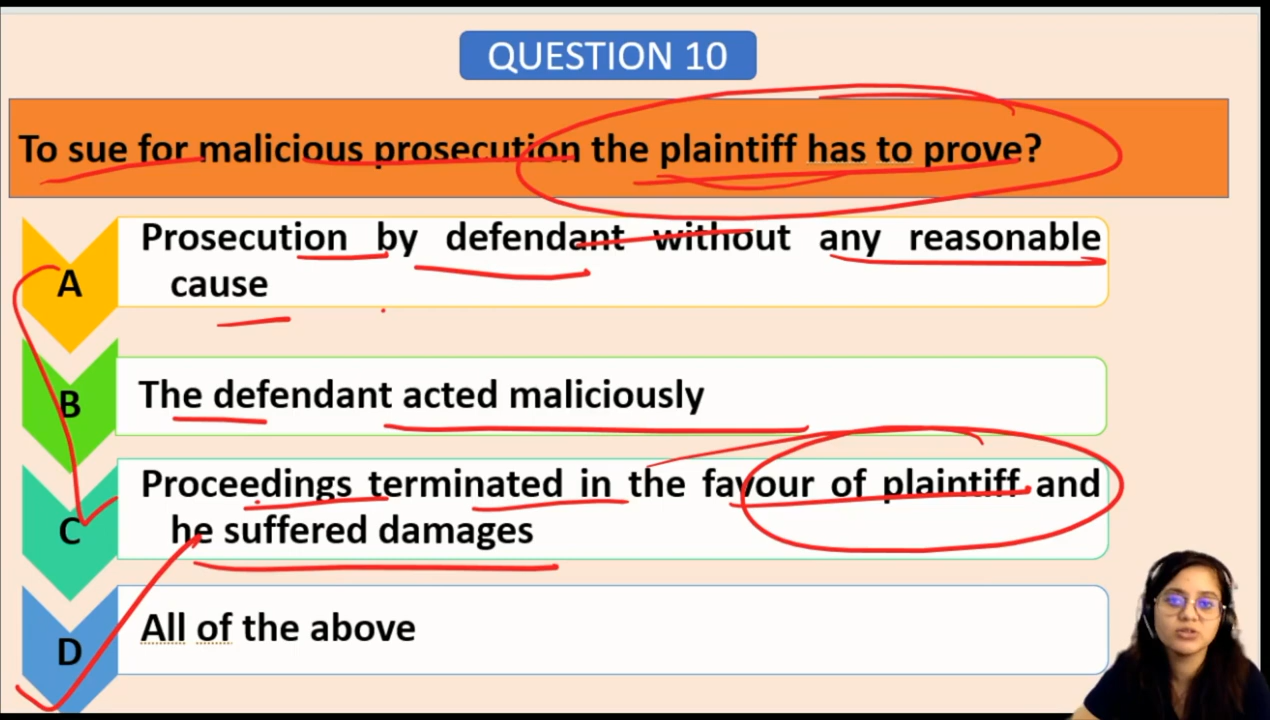 QUESTION 10
To sue for malicious prosecution the plaintiff has to prove?
A
Prosecution by defendant without any reasonable
cause
B
The defendant acted maliciously
C
Proceedings terminated in the favour of plaintiff and
he suffered damages
D
All of the above